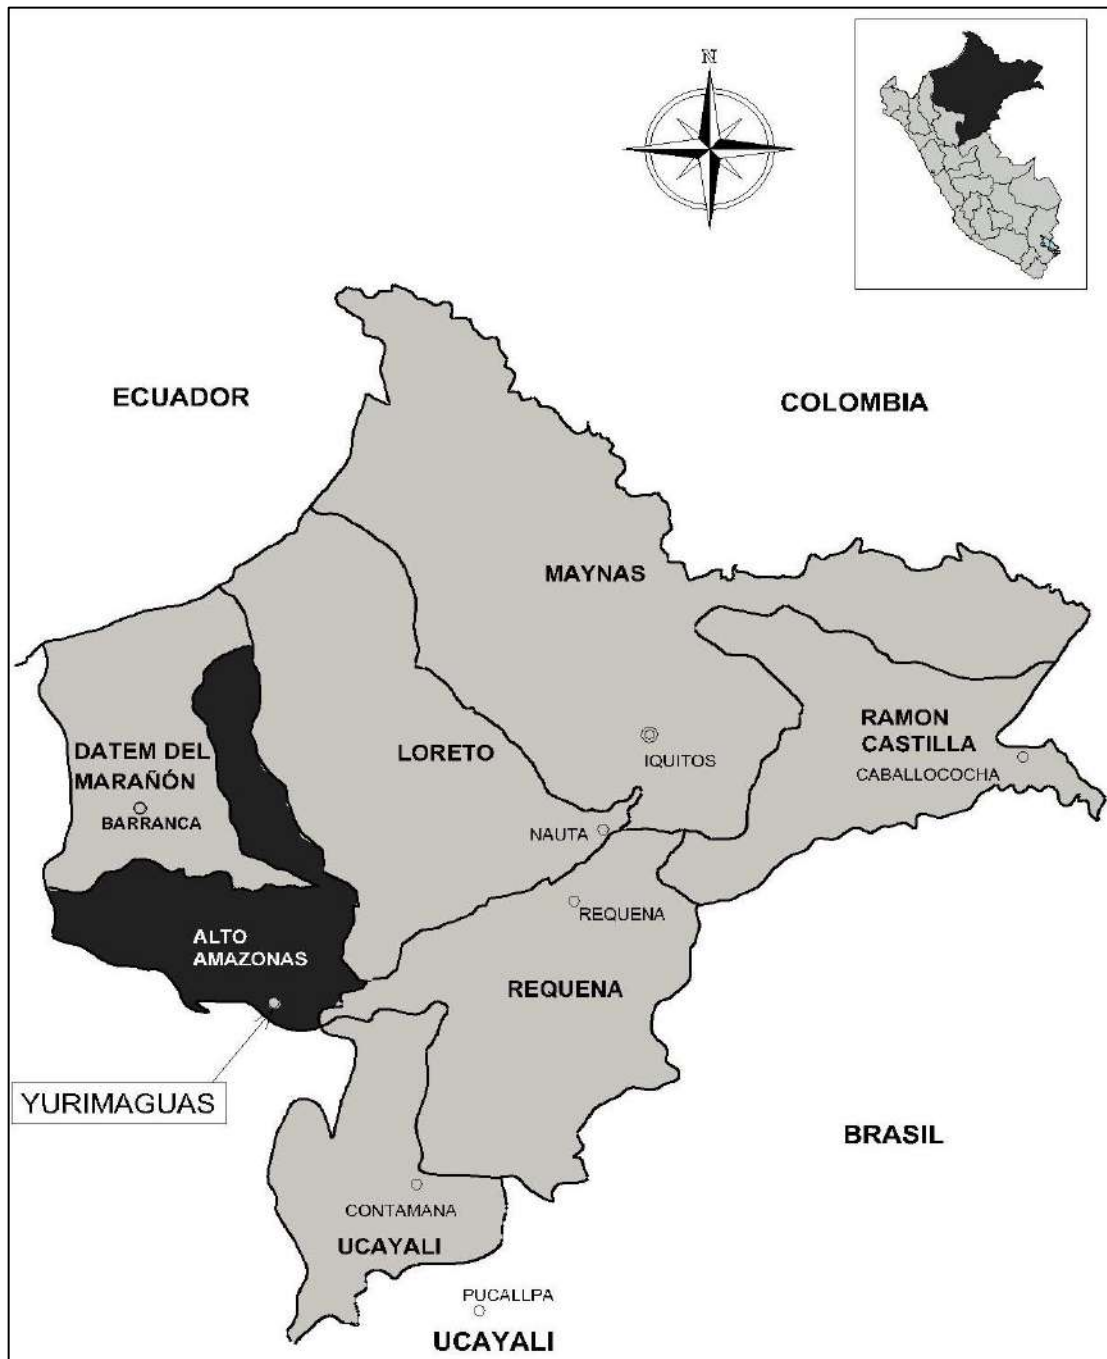 N
ECUADOR
COLOMBIA
MAYNAS
RAMON
CASTILLA
CABALLOCOCHA
DATEM DEL
MARAÑÓN
BARRANCA
LORETO
IQUITOS
NAUTA
REQUENA
ALTO
AMAZONAS
REQUENA
YURIMAGUAS
BRASIL
CONTAMANA
UCAYALI
PUCALLPA
UCAYALI